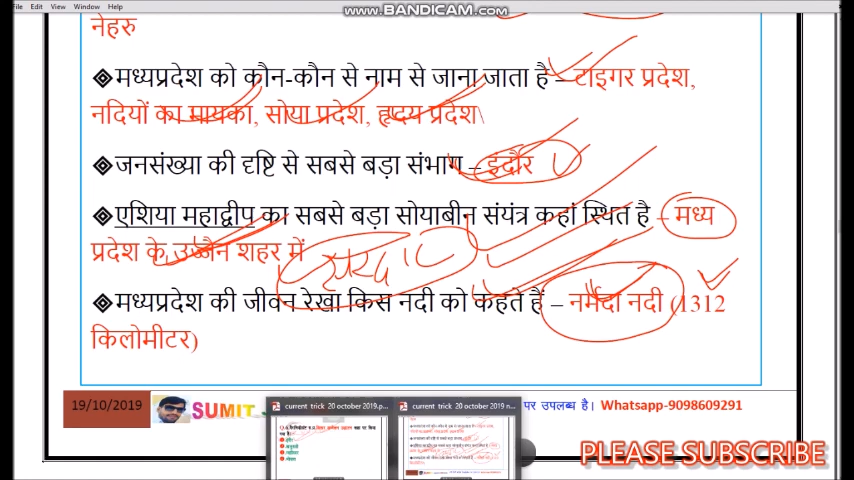 File Edit View Window Help
WWW.BANDICAM.COM
नेहरु
❖मध्यप्रदेश को कौन-कौन से नाम से जाना जाता है – टाइगर प्रदेश,
नदियों का मायका, सोया प्रदेश, हृदय प्रदेश\
❖जनसंख्या की दृष्टि से सबसे बड़ा संभाग – इंदौर
❖एशिया महाद्वीप का सबसे बड़ा सोयाबीन संयंत्र कहां स्थित है – मध्य
प्रदेश के उज्जैन शहर में
❖मध्यप्रदेश की जीवन रेखा किस नदी को कहते हैं – नर्मदा नदी (1312
किलोमीटर)
19/10/2019 SUMIT पर उपलब्ध है। Whatsapp-9098609291
current trick 20 october 2019.p...
current trick 20 october 2019 n...
PLEASE SUBSCRIBE